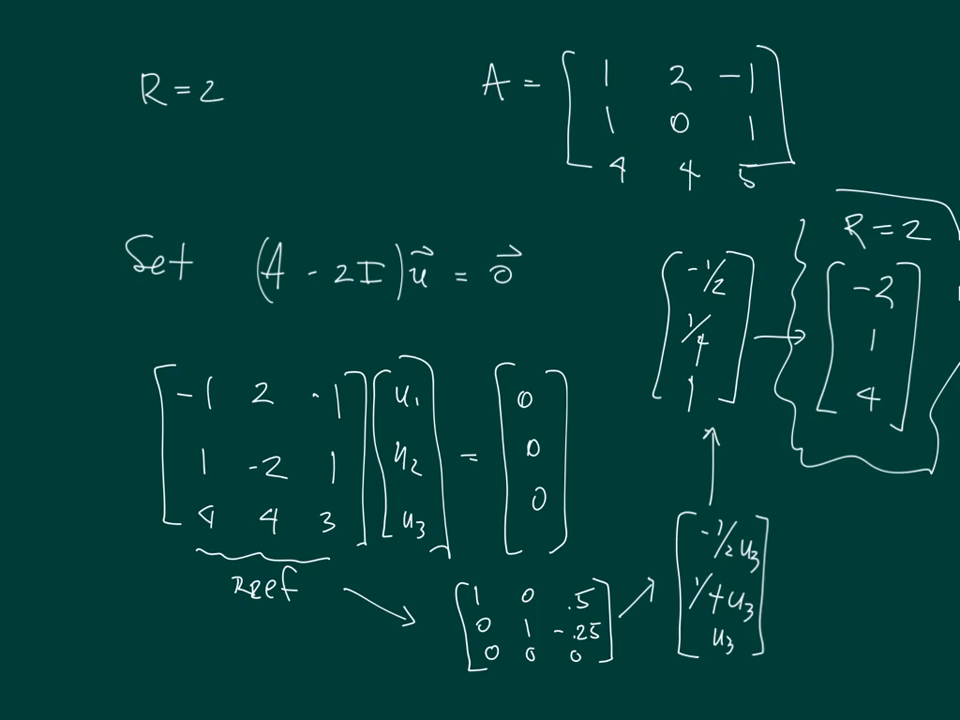 R = 2
A = [ 1 2 -1
1 0 1
4 4 5 ]
Set (A - 2I) u⃗ = 0⃗
[ -1 2 -1
1 -2 1
4 4 3 ] [ u₁
u₂
u₃ ] = [ 0
0
0 ]
RREF
[ 1 0 .5
0 1 -.25
0 0 0 ]
[ -1/2 u₃
1/4 u₃
u₃ ]
[ -1/2
1/4
1 ]
R = 2
[ -2
1
4 ]